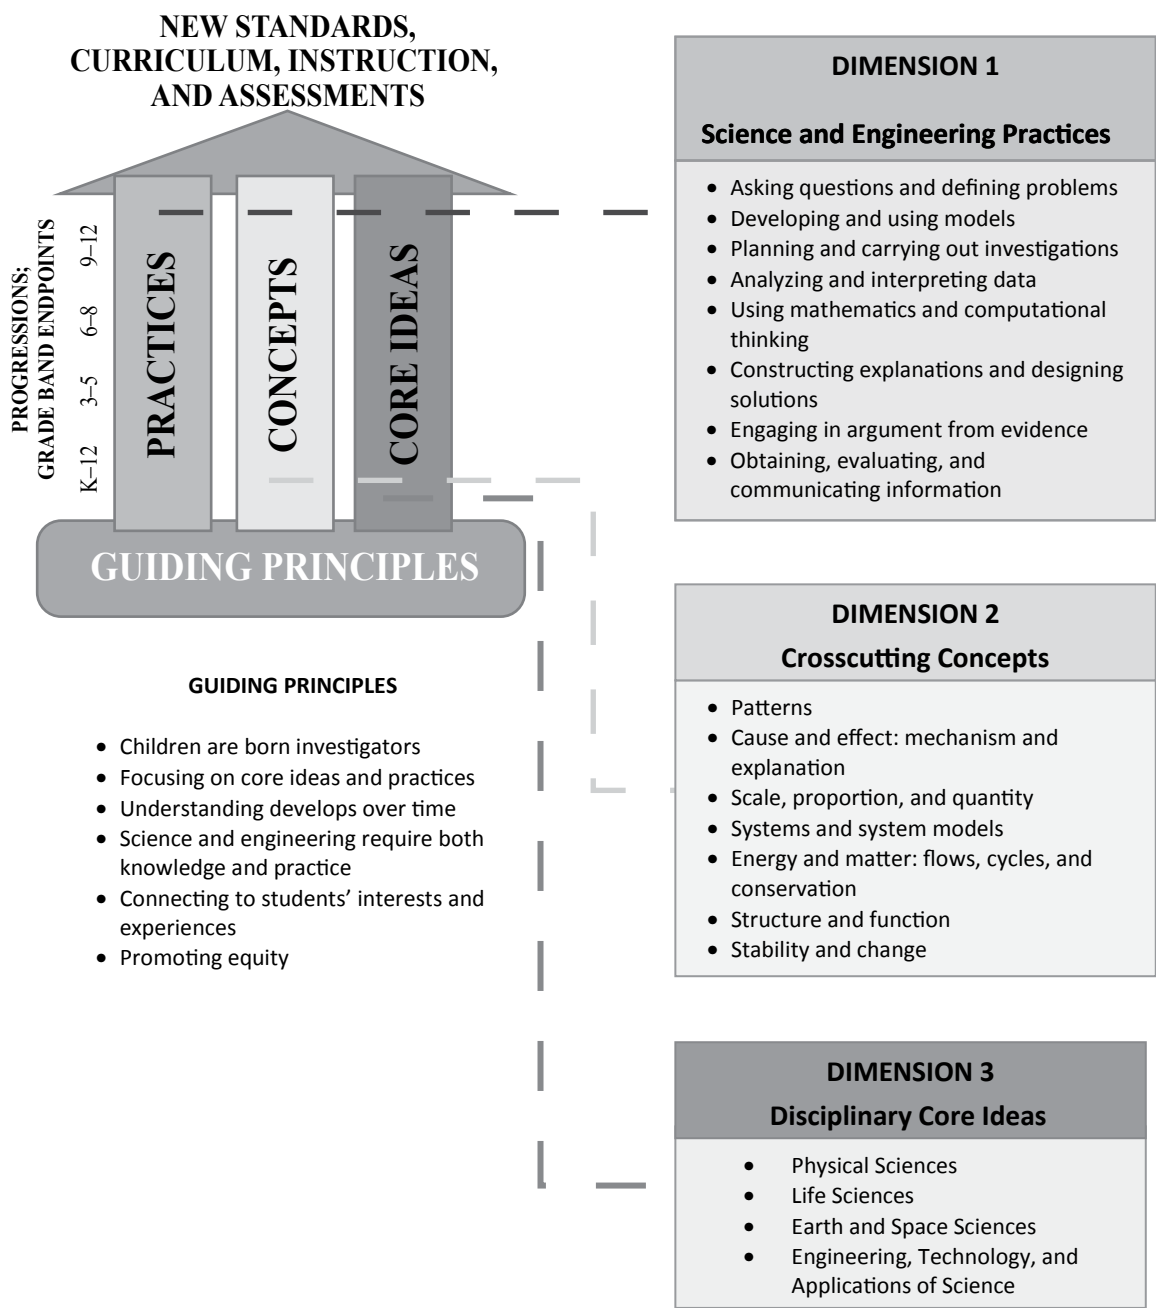 NEW STANDARDS,
CURRICULUM, INSTRUCTION,
AND ASSESSMENTS
PROGRESSIONS;
GRADE BAND ENDPOINTS
9–12
6–8
3–5
K–12
PRACTICES
CONCEPTS
CORE IDEAS
GUIDING PRINCIPLES
GUIDING PRINCIPLES
• Children are born investigators
• Focusing on core ideas and practices
• Understanding develops over time
• Science and engineering require both
knowledge and practice
• Connecting to students’ interests and
experiences
• Promoting equity
DIMENSION 1
Science and Engineering Practices
• Asking questions and defining problems
• Developing and using models
• Planning and carrying out investigations
• Analyzing and interpreting data
• Using mathematics and computational
thinking
• Constructing explanations and designing
solutions
• Engaging in argument from evidence
• Obtaining, evaluating, and
communicating information
DIMENSION 2
Crosscutting Concepts
• Patterns
• Cause and effect: mechanism and
explanation
• Scale, proportion, and quantity
• Systems and system models
• Energy and matter: flows, cycles, and
conservation
• Structure and function
• Stability and change
DIMENSION 3
Disciplinary Core Ideas
• Physical Sciences
• Life Sciences
• Earth and Space Sciences
• Engineering, Technology, and
Applications of Science